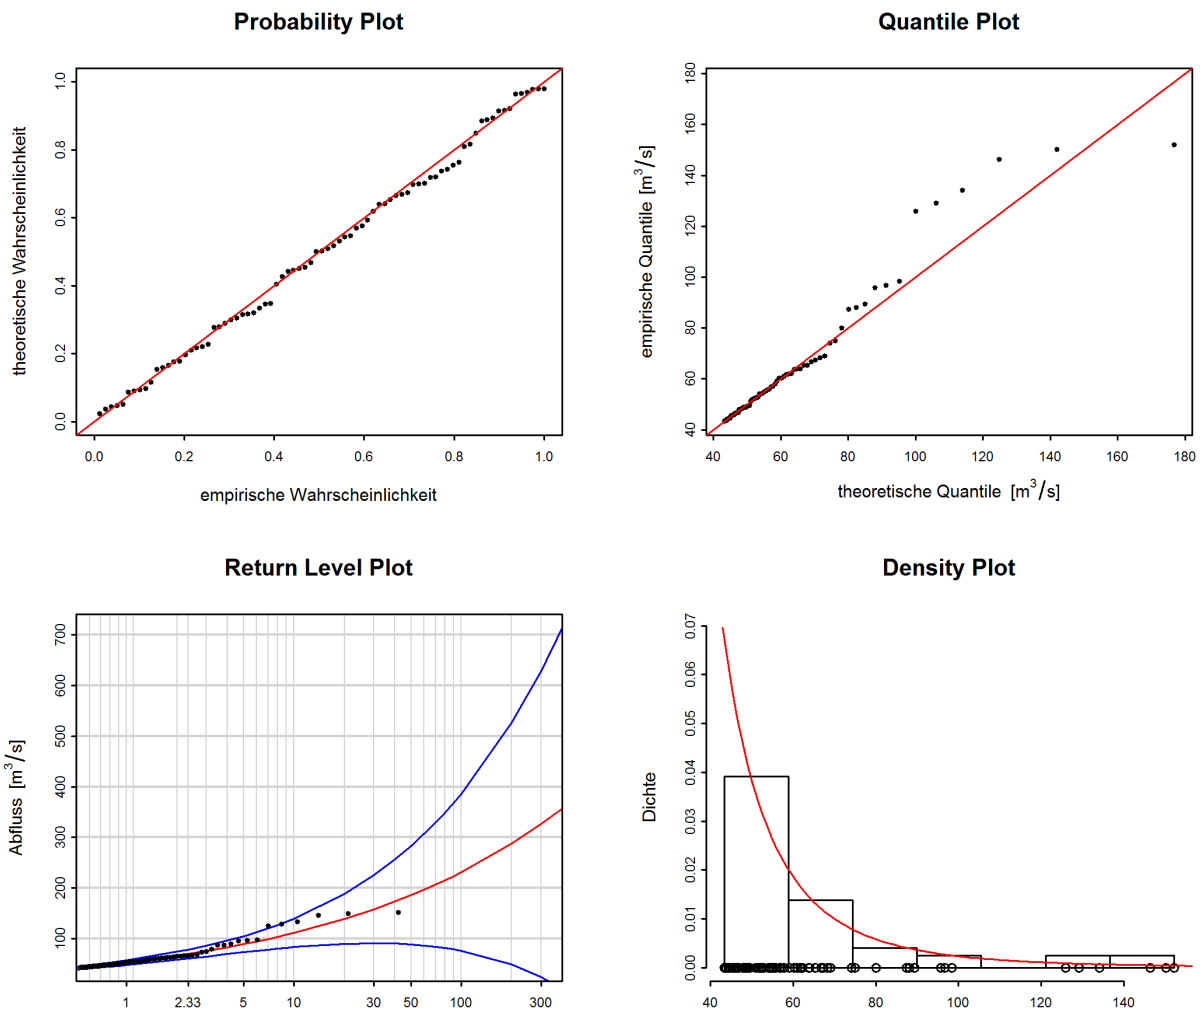 Probability Plot
theoretische Wahrscheinlichkeit
0.0 0.2 0.4 0.6 0.8 1.0
0.0 0.2 0.4 0.6 0.8 1.0
empirische Wahrscheinlichkeit
Quantile Plot
empirische Quantile [m³/s]
40 60 80 100 120 140 160 180
40 60 80 100 120 140 160 180
theoretische Quantile [m³/s]
Return Level Plot
Abfluss [m³/s]
100 200 300 400 500 600 700
1 2.33 5 10 30 50 100 300
Density Plot
Dichte
0.00 0.01 0.02 0.03 0.04 0.05 0.06 0.07
40 60 80 100 120 140